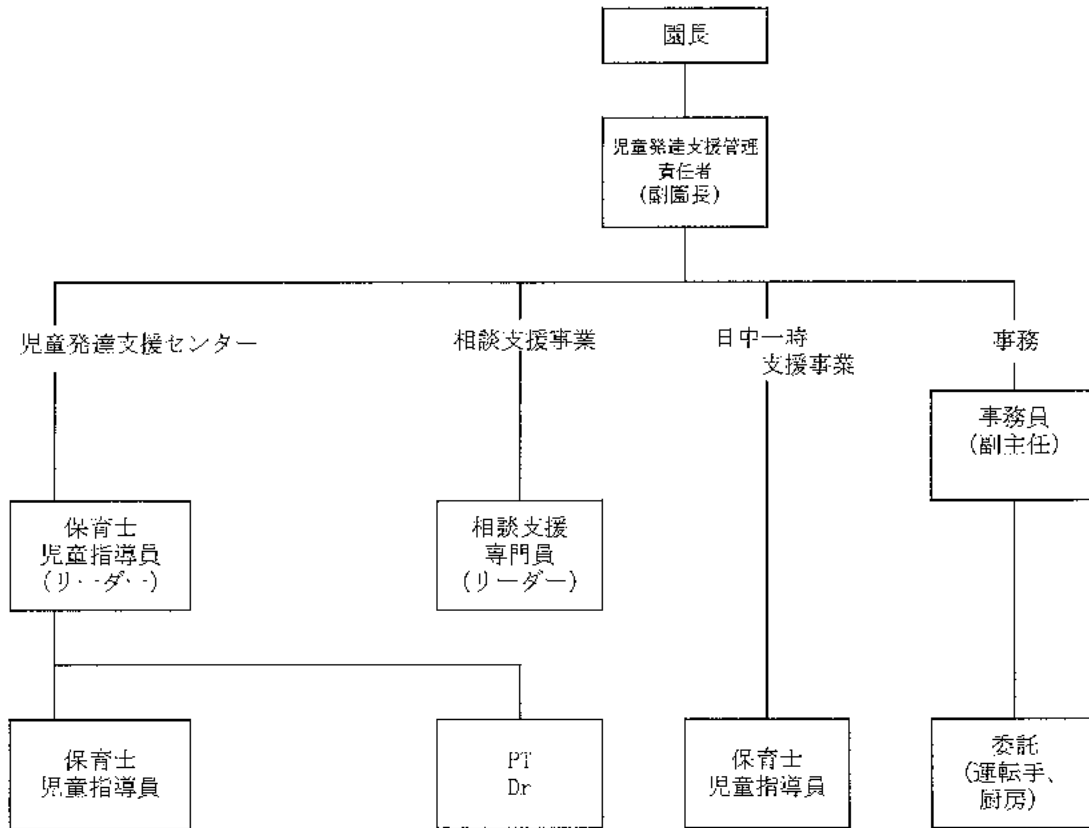 園長
児童発達支援管理
責任者
(副園長)
児童発達支援センター
相談支援事業
日中一時
支援事業
事務
事務員
(副主任)
保育士
児童指導員
(リーダー)
相談支援
専門員
(リーダー)
保育士
児童指導員
PT
Dr
保育士
児童指導員
委託
(運転手、
厨房)